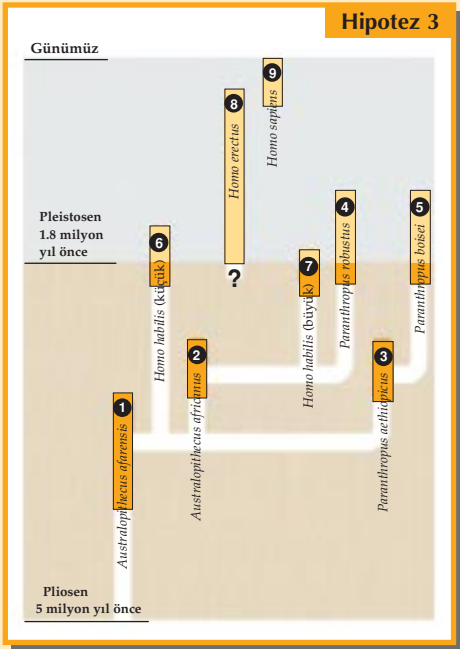 Hipotez 3
Günümüz
9
Homo sapiens
8
Homo erectus
4
Paranthropus robustus
5
Paranthropus boisei
Pleistosen
1.8 milyon
yıl önce
6
Homo habilis (küçük)
?
7
Homo habilis (büyük)
2
Australopithecus africanus
3
Paranthropus aethiopicus
1
Australopithecus afarensis
Pliosen
5 milyon yıl önce